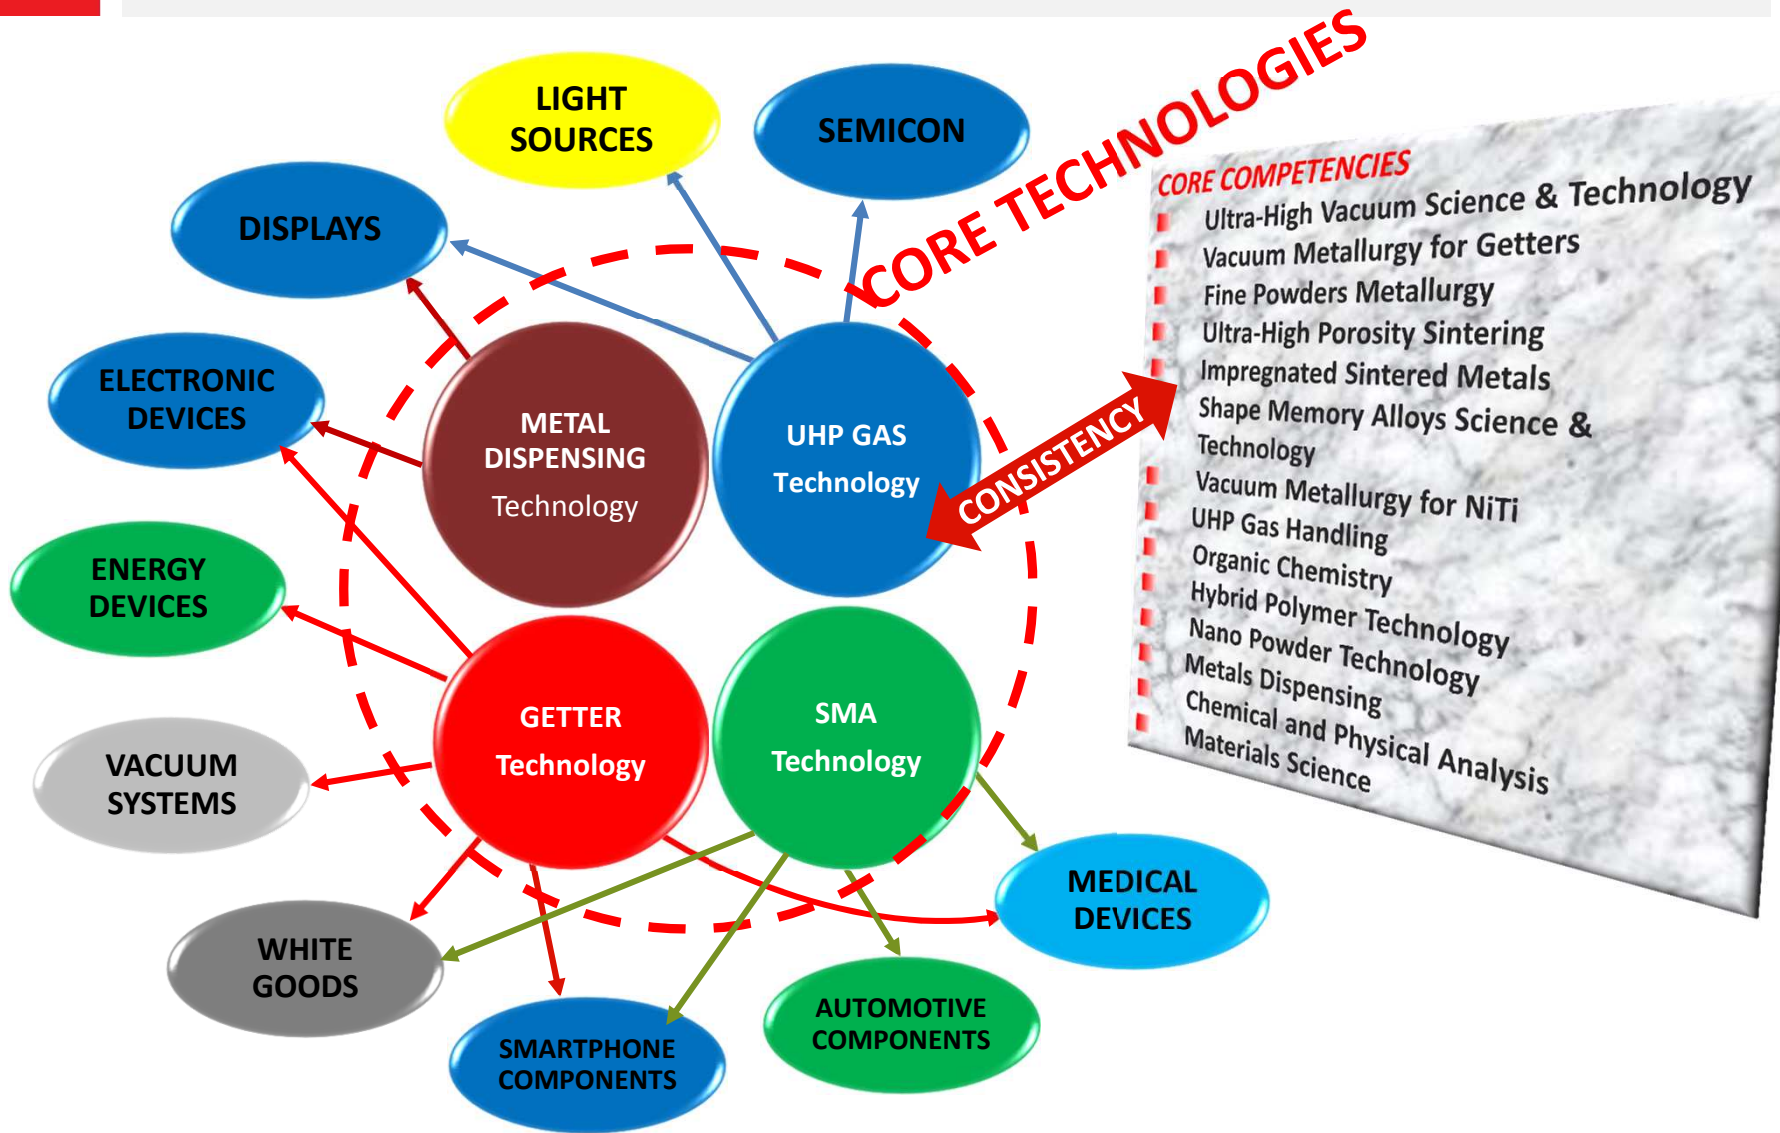 CORE TECHNOLOGIES
LIGHT
SOURCES
SEMICON
DISPLAYS
ELECTRONIC
DEVICES
METAL
DISPENSING
Technology
UHP GAS
Technology
CONSISTENCY
ENERGY
DEVICES
GETTER
Technology
SMA
Technology
VACUUM
SYSTEMS
WHITE
GOODS
SMARTPHONE
COMPONENTS
AUTOMOTIVE
COMPONENTS
MEDICAL
DEVICES
CORE COMPETENCIES
Ultra-High Vacuum Science & Technology
Vacuum Metallurgy for Getters
Fine Powders Metallurgy
Ultra-High Porosity Sintering
Impregnated Sintered Metals
Shape Memory Alloys Science &
Technology
Vacuum Metallurgy for NiTi
UHP Gas Handling
Organic Chemistry
Hybrid Polymer Technology
Nano Powder Technology
Metals Dispensing
Chemical and Physical Analysis
Materials Science